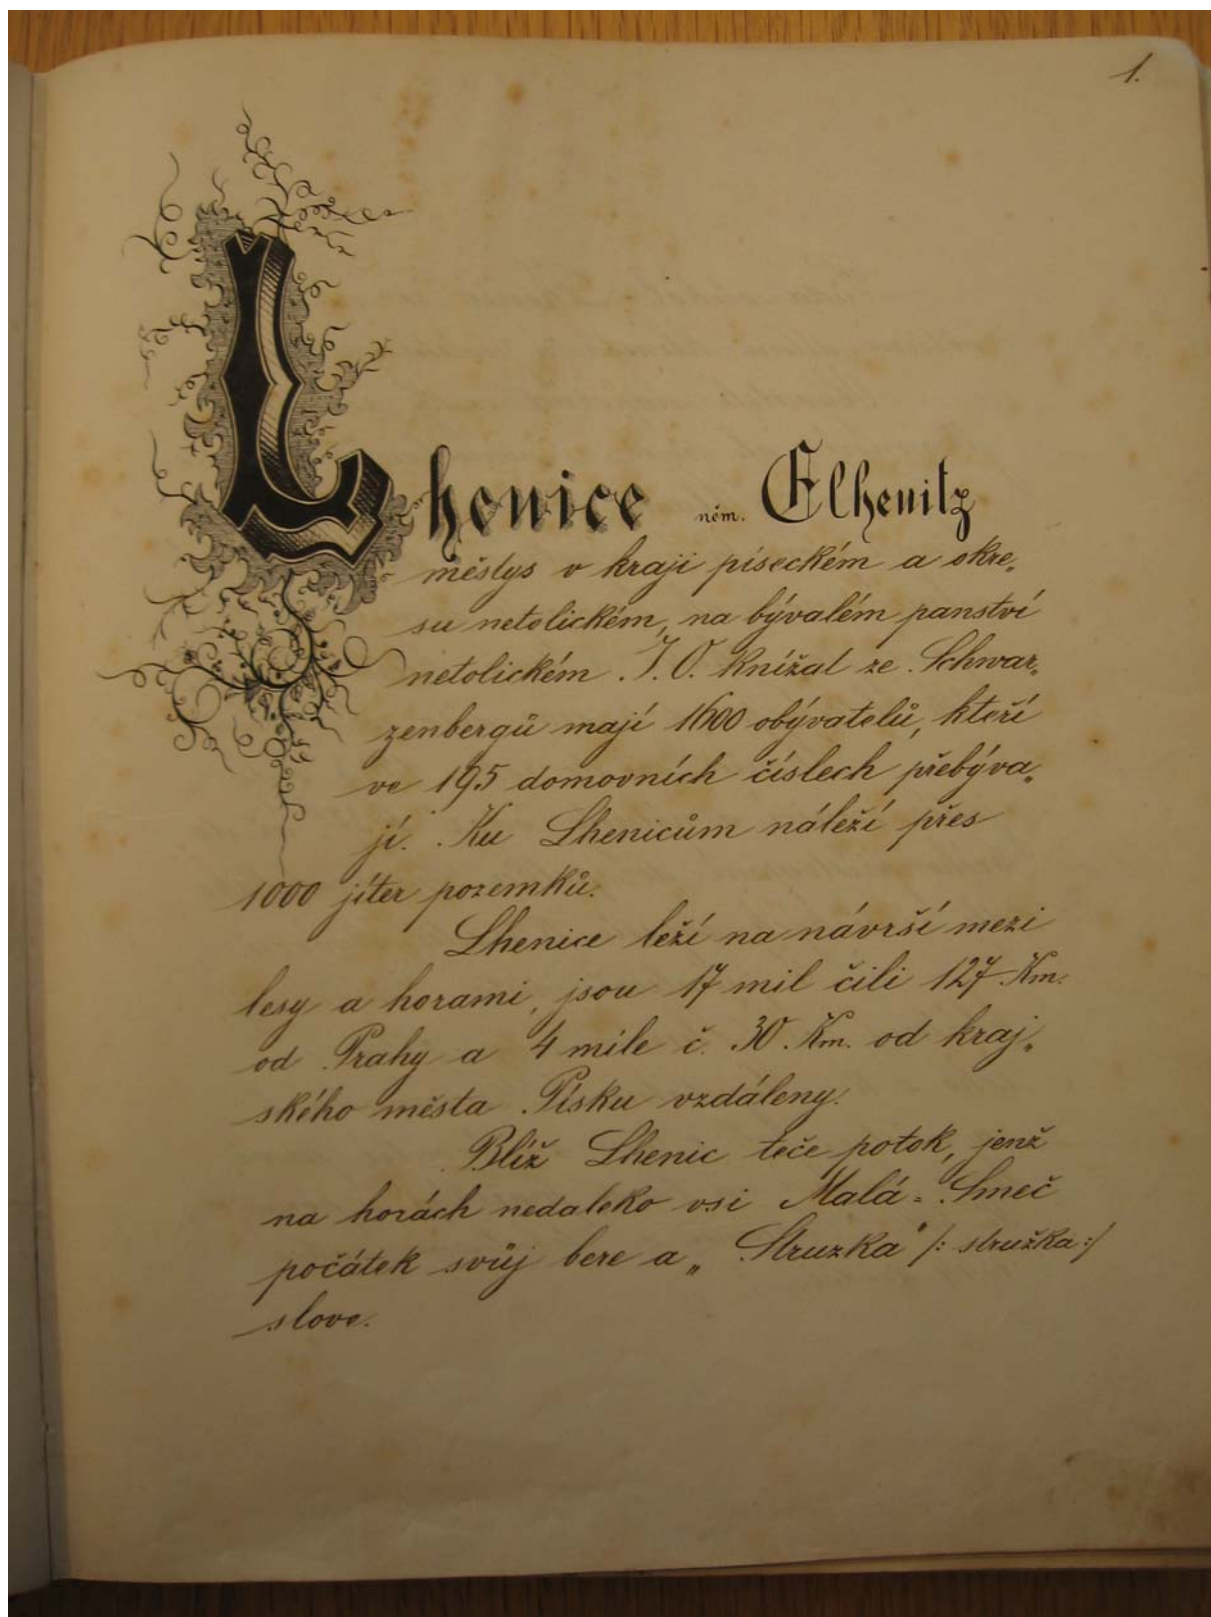 1.
Lhenice něm. Elhenitz
městys v kraji píseckém a okre„
su netolickém, na bývalém panství
netolickém J. O. Knížat ze Schwar„
zenbergů mají 1600 obývatelů, kteří
ve 195 domovních číslech přebýva„
jí. Ku Lhenicům náleží přes
1000 jiter pozemků.
Lhenice leží na návrší mezi
lesy a horami, jsou 17 mil čili 127 Km.
od Prahy a 4 míle č. 30 Km. od kraj„
ského města Písku vzdáleny.
Blíž Lhenic teče potok, jenž
na horách nedaleko vsi Malá-Smeč
počátek svůj bere a „Struzka" /: stružka :/
slove.